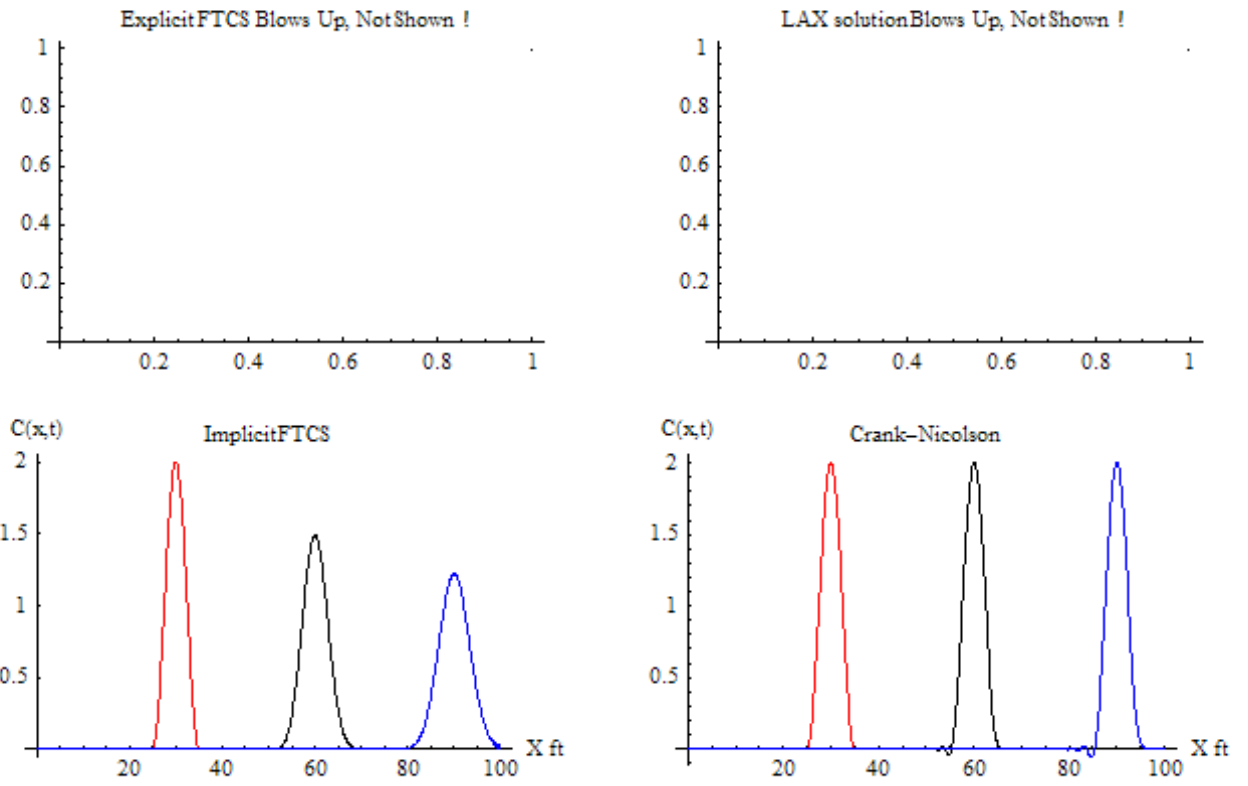 Explicit FTCS Blows Up, Not Shown !
1
0.8
0.6
0.4
0.2
0.2 0.4 0.6 0.8 1
LAX solution Blows Up, Not Shown !
1
0.8
0.6
0.4
0.2
0.2 0.4 0.6 0.8 1
C(x,t)
Implicit FTCS
2
1.5
1
0.5
20 40 60 80 100
X ft
C(x,t)
Crank-Nicolson
2
1.5
1
0.5
20 40 60 80 100
X ft